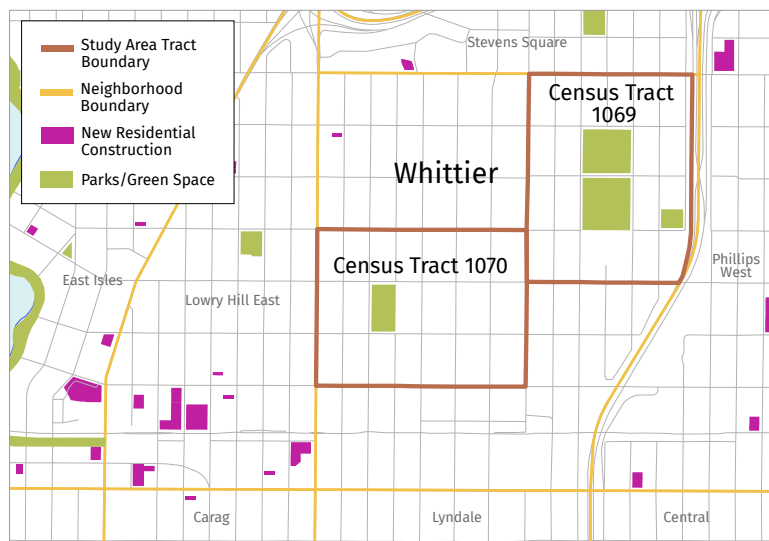 Study Area Tract
Boundary
Neighborhood
Boundary
New Residential
Construction
Parks/Green Space
Stevens Square
Census Tract
1069
Whittier
Census Tract 1070
Phillips
West
East Isles
Lowry Hill East
Carag
Lyndale
Central